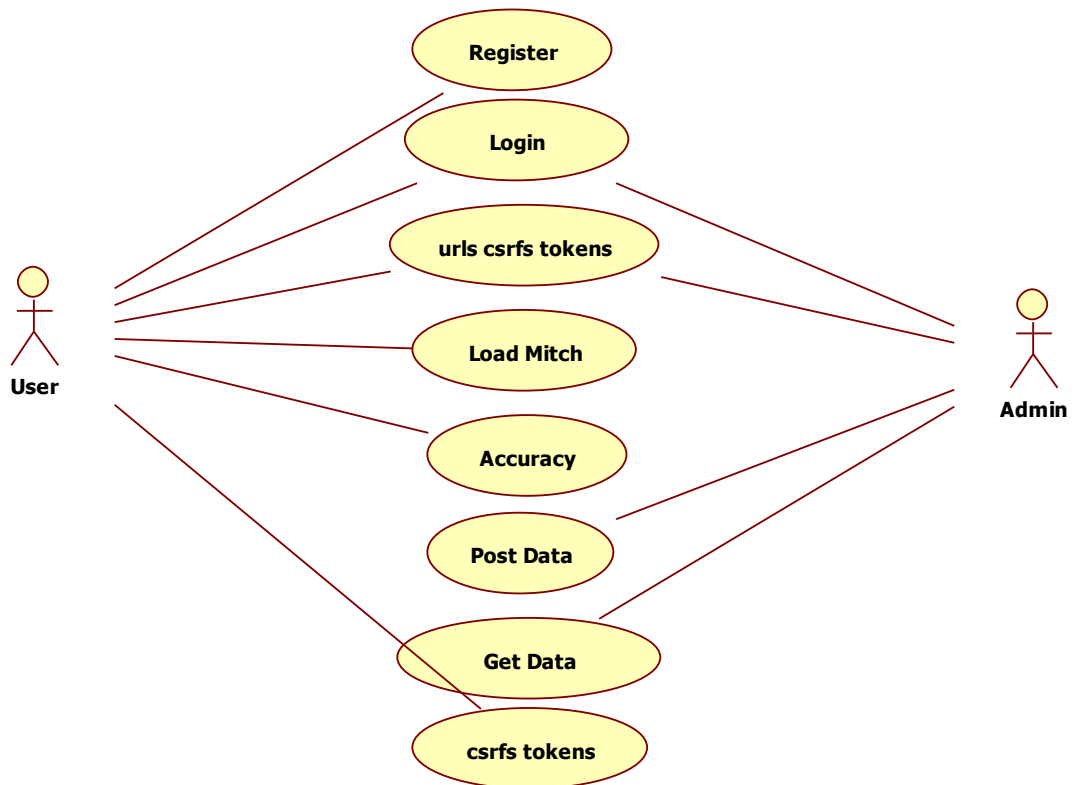 Register
Login
urls csrfs tokens
Load Mitch
User
Admin
Accuracy
Post Data
Get Data
csrfs tokens